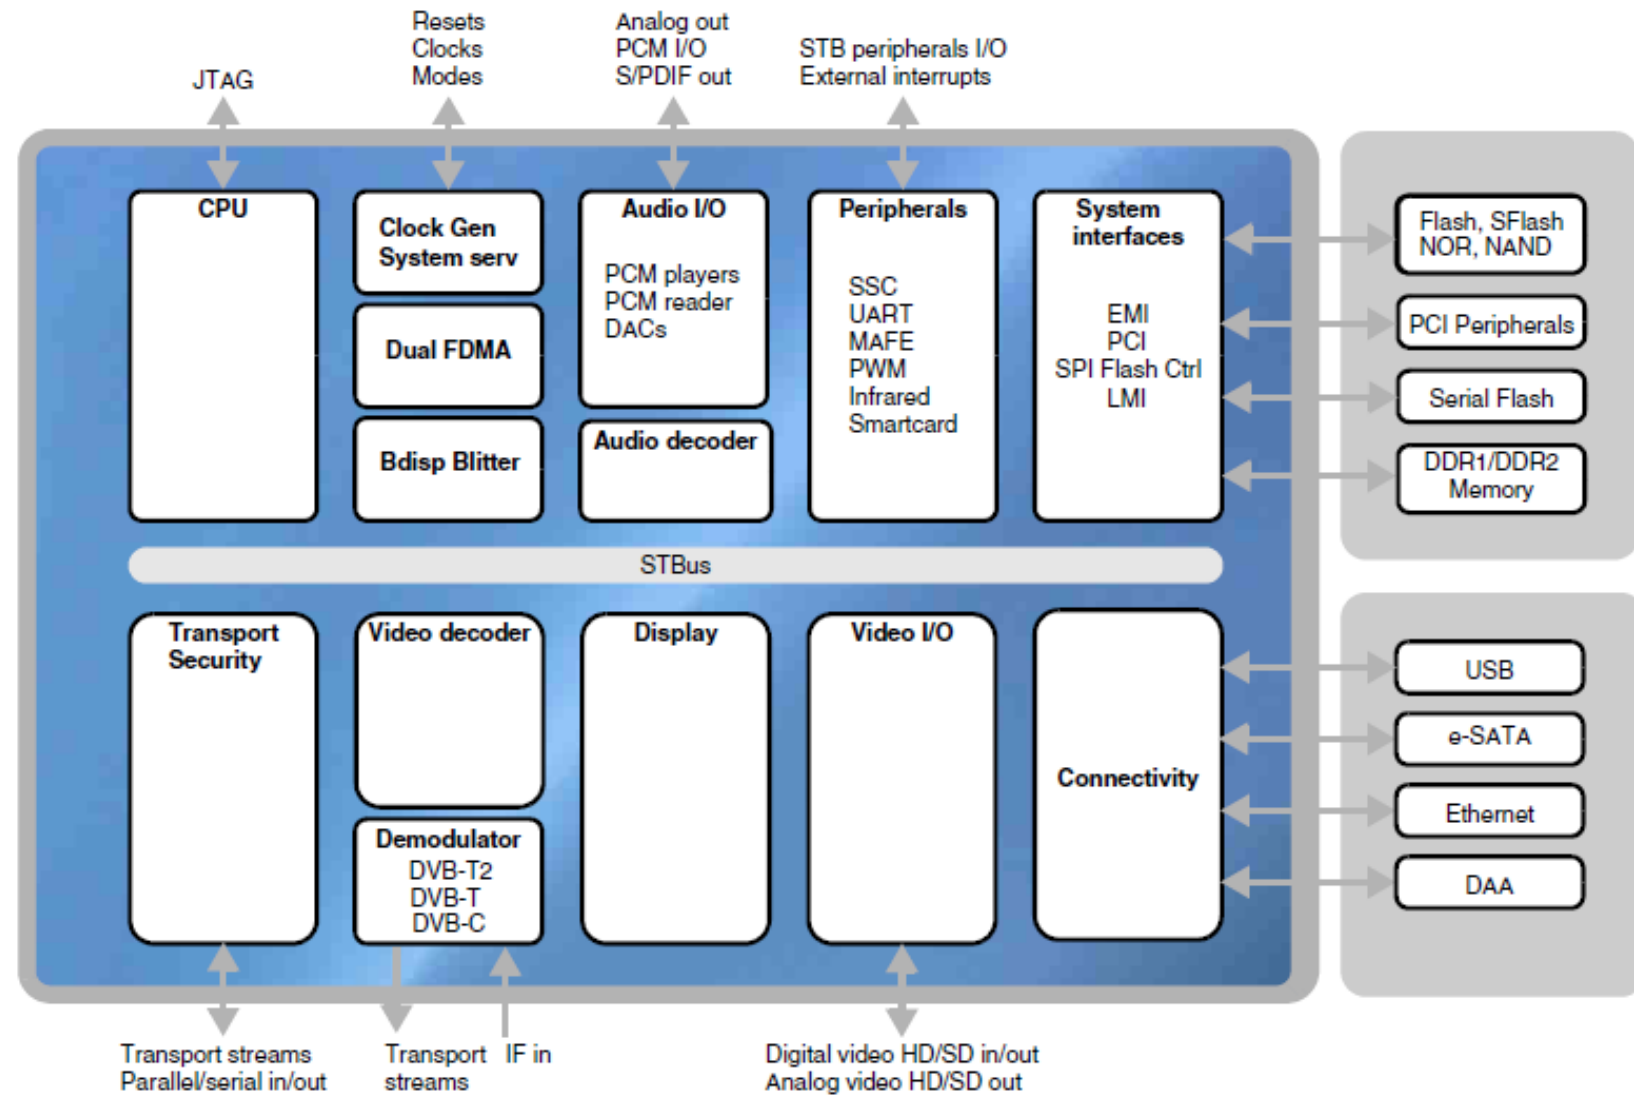 Resets
Clocks
Modes
Analog out
PCM I/O
S/PDIF out
STB peripherals I/O
External interrupts
JTAG
CPU
Clock Gen
System serv
Dual FDMA
Bdisp Blitter
Audio I/O
PCM players
PCM reader
DACs
Audio decoder
Peripherals
SSC
UART
MAFE
PWM
Infrared
Smartcard
System
interfaces
EMI
PCI
SPI Flash Ctrl
LMI
Flash, SFlash
NOR, NAND
PCI Peripherals
Serial Flash
DDR1/DDR2
Memory
STBus
Transport
Security
Video decoder
Demodulator
DVB-T2
DVB-T
DVB-C
Display
Video I/O
Connectivity
USB
e-SATA
Ethernet
DAA
Transport streams
Parallel/serial in/out
Transport
streams
IF in
Digital video HD/SD in/out
Analog video HD/SD out